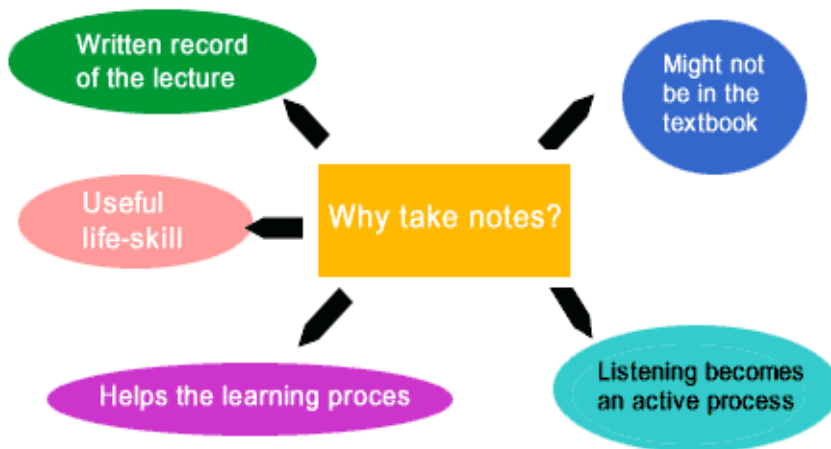 Written record
of the lecture
Might not
be in the
textbook
Useful
life-skill
Why take notes?
Helps the learning proces
Listening becomes
an active process